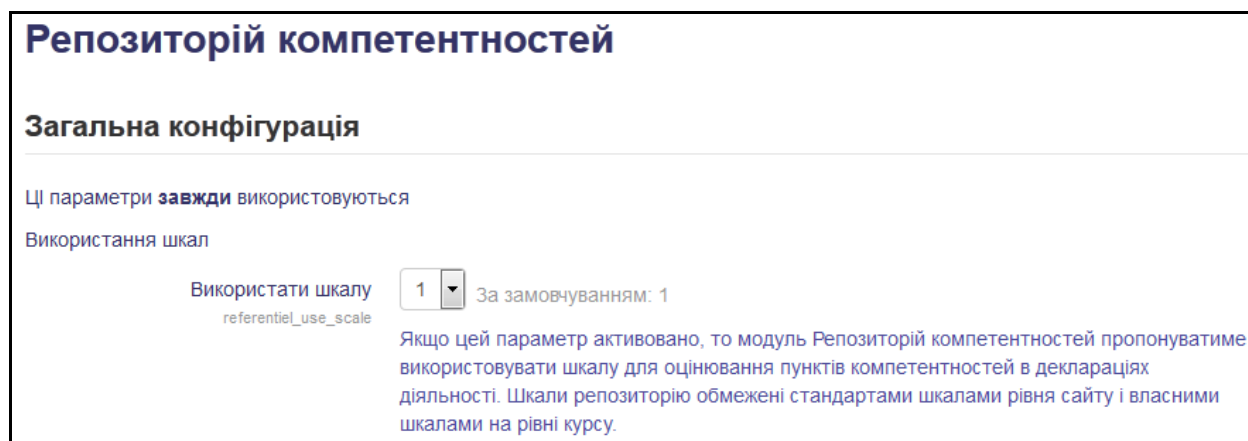 Репозиторій компетентностей
Загальна конфігурація
ЦІ параметри завжди використовуються
Використання шкал
Використати шкалу 1 За замовчуванням: 1
referentiel_use_scale
Якщо цей параметр активовано, то модуль Репозиторій компетентностей пропонуватиме
використовувати шкалу для оцінювання пунктів компетентностей в деклараціях
діяльності. Шкали репозиторію обмежені стандартами шкалами рівня сайту і власними
шкалами на рівні курсу.